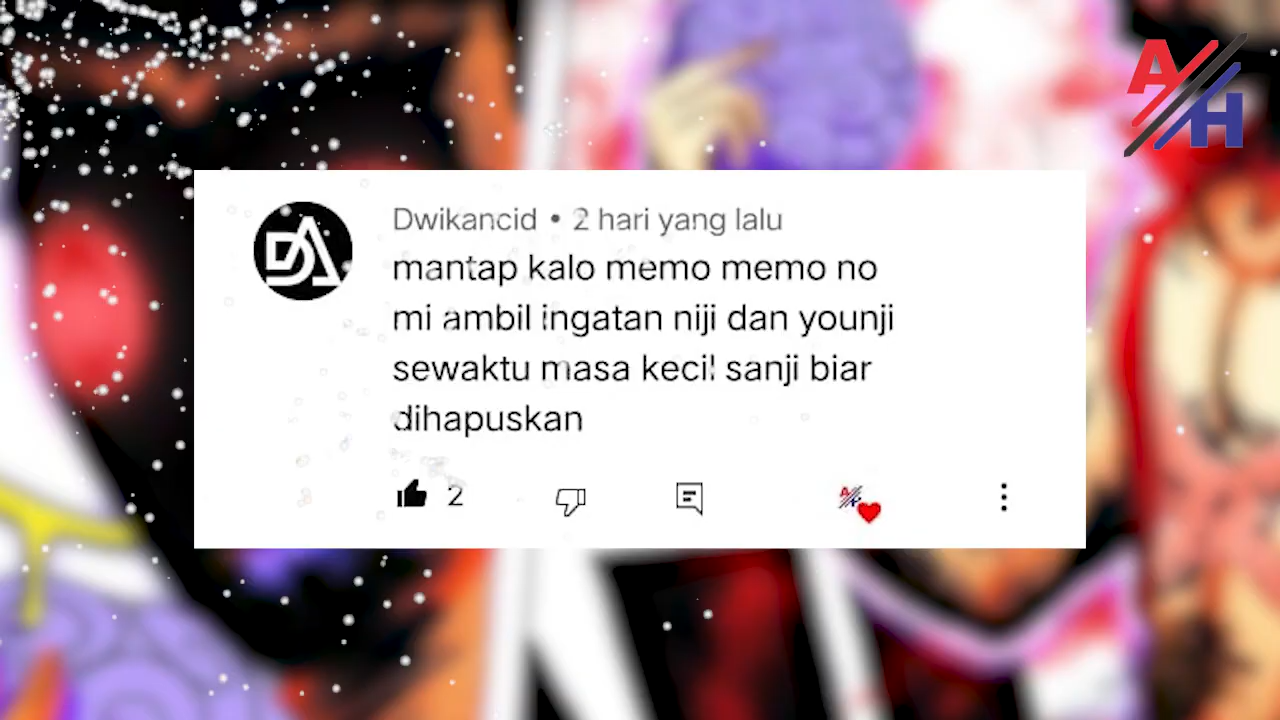 A/H
Dwikancid • 2 hari yang lalu
mantap kalo memo memo no
mi ambil ingatan niji dan younji
sewaktu masa kecil sanji biar
dihapuskan
2